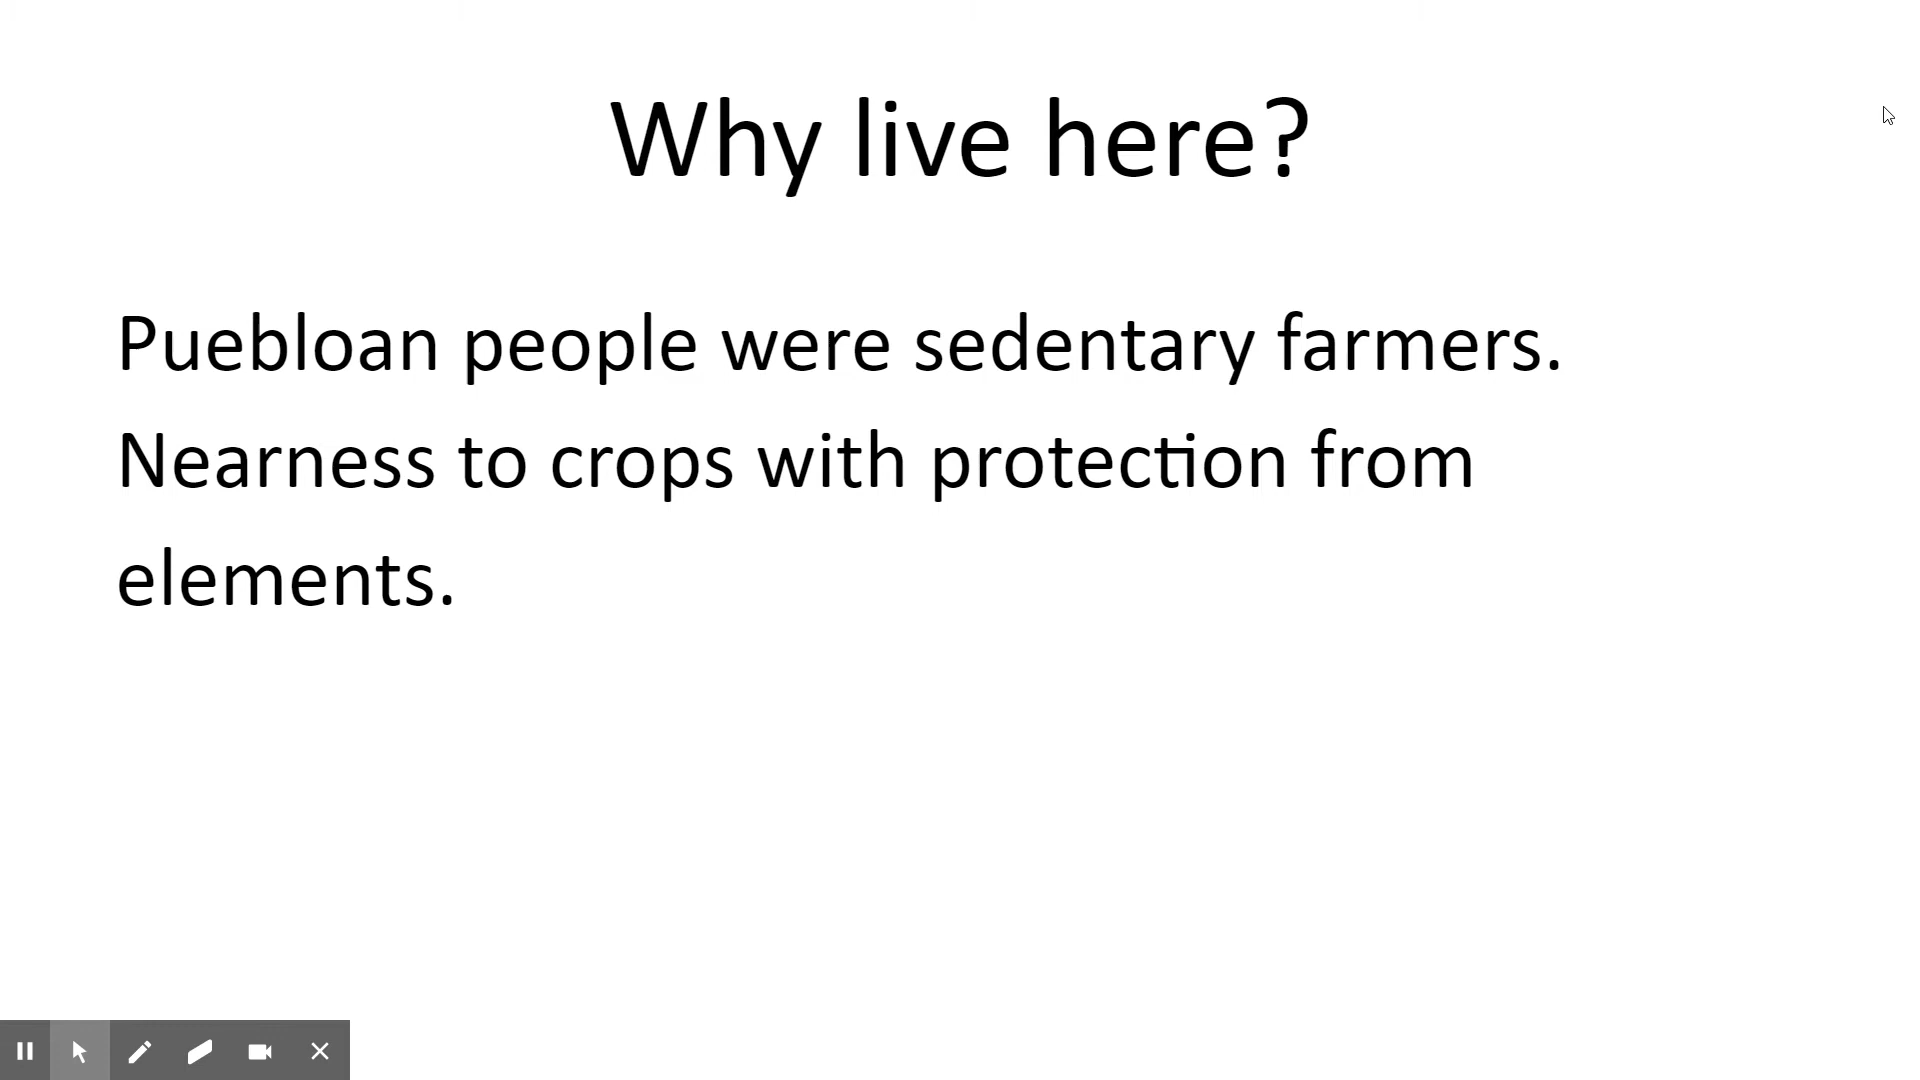 Why live here?
Puebloan people were sedentary farmers.
Nearness to crops with protection from
elements.